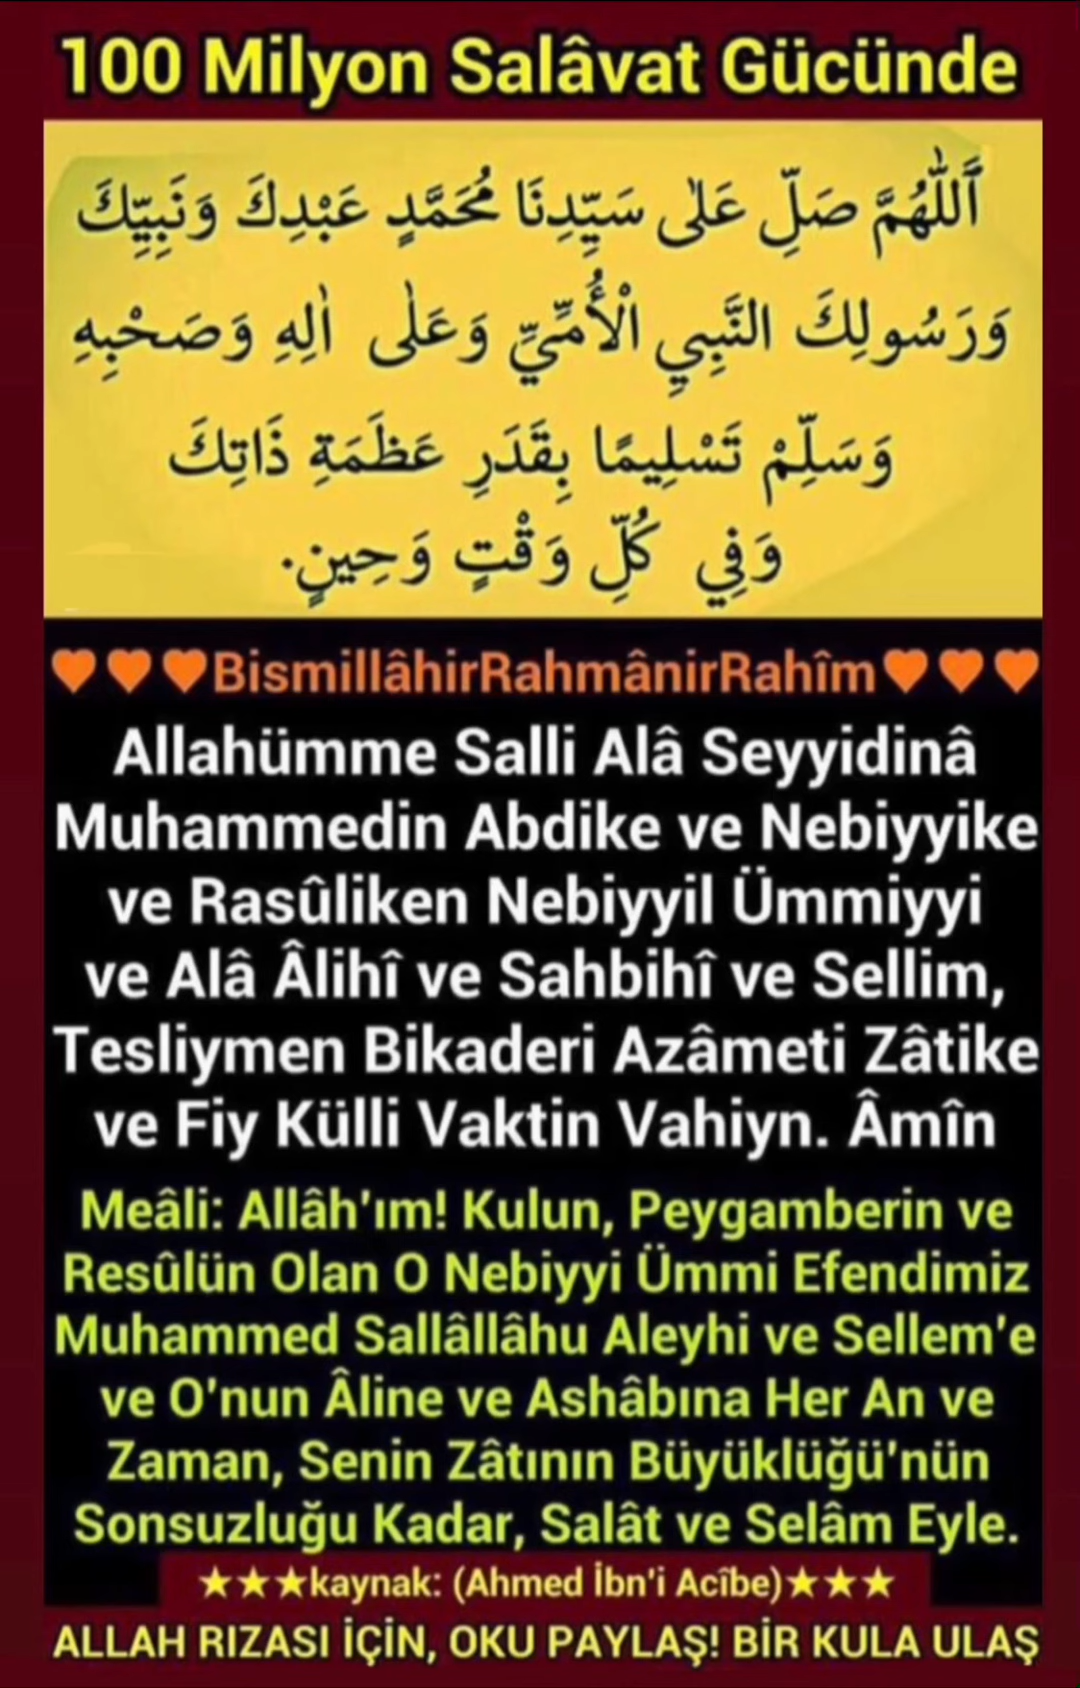 100 Milyon Salâvat Gücünde
اَللّٰهُمَّ صَلِّ عَلٰى سَيِّدِنَا مُحَمَّدٍ عَبْدِكَ وَنَبِيِّكَ
وَرَسُولِكَ النَّبِيِ الْأُمِّيِّ وَعَلٰى اٰلِهِ وَصَحْبِهِ
وَسَلِّمْ تَسْلِيمًا بِقَدَرِ عَظَمَةِ ذَاتِكَ
وَفِي كُلِّ وَقْتٍ وَحِينٍ.
🧡🧡🧡BismillâhirRahmânirRahîm🧡🧡🧡
Allahümme Salli Alâ Seyyidinâ
Muhammedin Abdike ve Nebiyyike
ve Rasûliken Nebiyyil Ümmiyyi
ve Alâ Âlihî ve Sahbihî ve Sellim,
Tesliymen Bikaderi Azâmeti Zâtike
ve Fiy Külli Vaktin Vahiyn. Âmîn
Meâli: Allâh'ım! Kulun, Peygamberin ve
Resûlün Olan O Nebiyyi Ümmi Efendimiz
Muhammed Sallâllâhu Aleyhi ve Sellem'e
ve O'nun Âline ve Ashâbına Her An ve
Zaman, Senin Zâtının Büyüklüğü'nün
Sonsuzluğu Kadar, Salât ve Selâm Eyle.
★★★kaynak: (Ahmed İbn'i Acîbe)★★★
ALLAH RIZASI İÇİN, OKU PAYLAŞ! BİR KULA ULAŞ